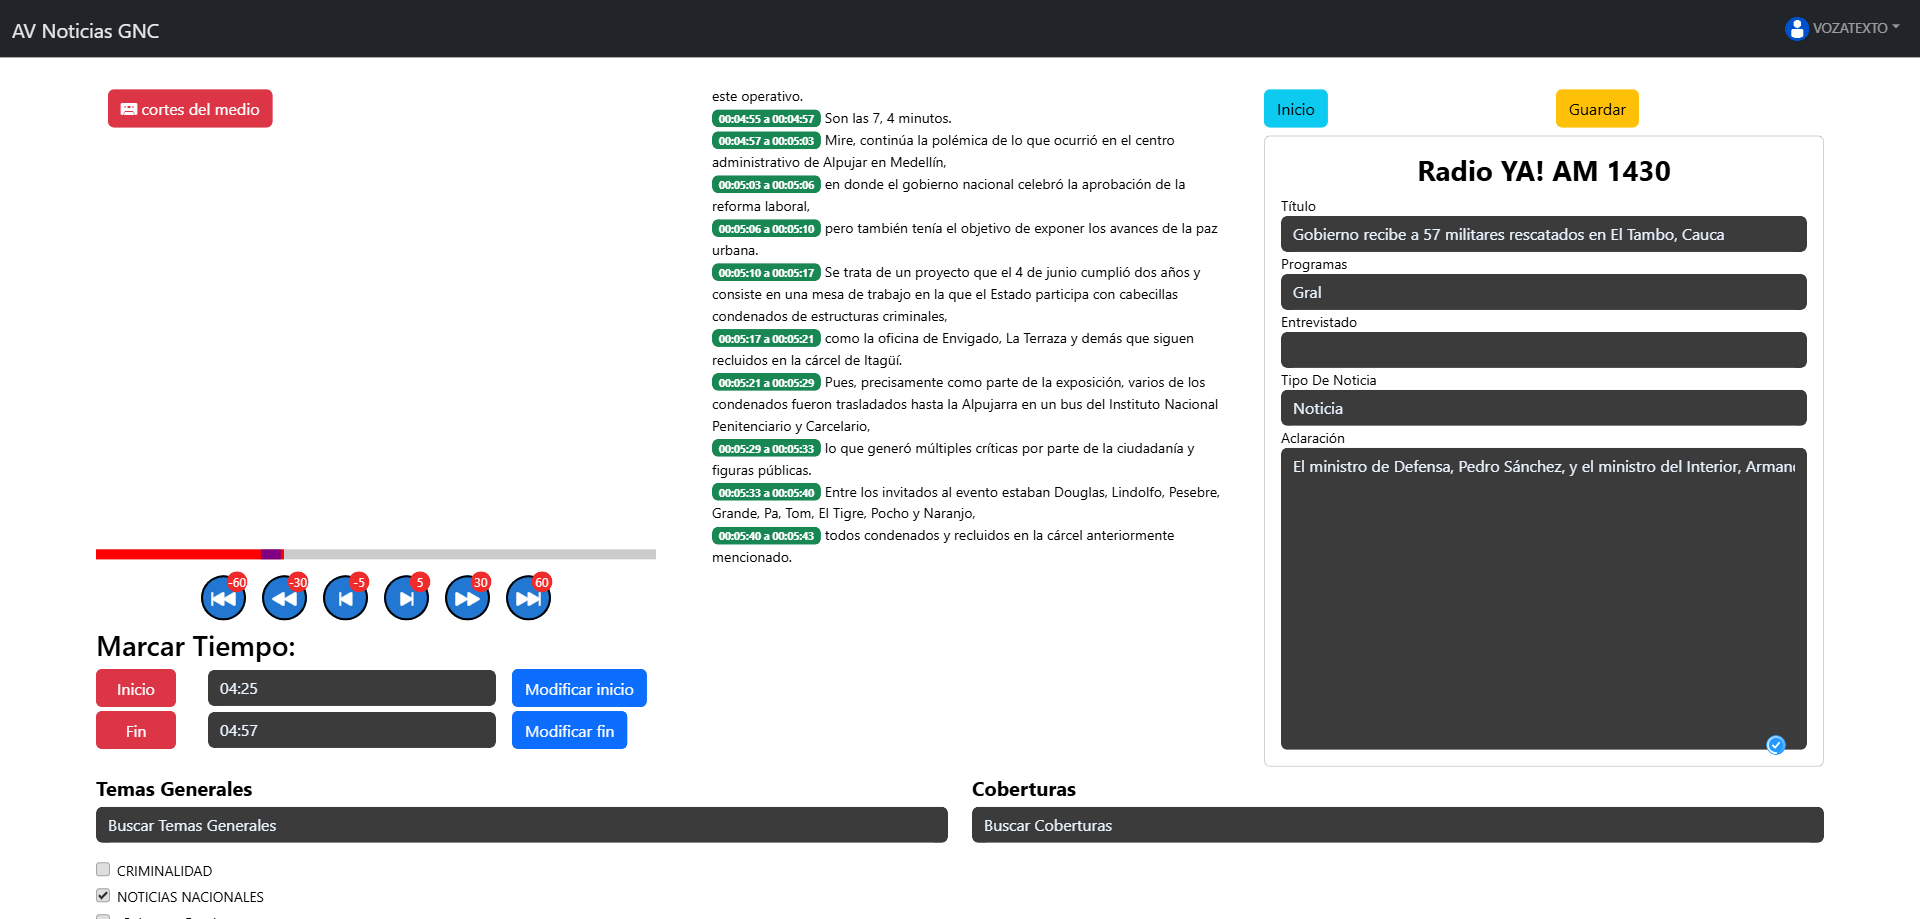 AV Noticias GNC
VOZATEXTO
cortes del medio
-60
-30
-5
5
30
60
Marcar Tiempo:
Inicio
04:25
Modificar inicio
Fin
04:57
Modificar fin
este operativo.
00:04:55 a 00:04:57 Son las 7, 4 minutos.
00:04:57 a 00:05:03 Mire, continúa la polémica de lo que ocurrió en el centro
administrativo de Alpujar en Medellín,
00:05:03 a 00:05:06 en donde el gobierno nacional celebró la aprobación de la
reforma laboral,
00:05:06 a 00:05:10 pero también tenía el objetivo de exponer los avances de la paz
urbana.
00:05:10 a 00:05:17 Se trata de un proyecto que el 4 de junio cumplió dos años y
consiste en una mesa de trabajo en la que el Estado participa con cabecillas
condenados de estructuras criminales,
00:05:17 a 00:05:21 como la oficina de Envigado, La Terraza y demás que siguen
recluidos en la cárcel de Itagüí.
00:05:21 a 00:05:29 Pues, precisamente como parte de la exposición, varios de los
condenados fueron trasladados hasta la Alpujarra en un bus del Instituto Nacional
Penitenciario y Carcelario,
00:05:29 a 00:05:33 lo que generó múltiples críticas por parte de la ciudadanía y
figuras públicas.
00:05:33 a 00:05:40 Entre los invitados al evento estaban Douglas, Lindolfo, Pesebre,
Grande, Pa, Tom, El Tigre, Pocho y Naranjo,
00:05:40 a 00:05:43 todos condenados y recluidos en la cárcel anteriormente
mencionado.
Inicio
Guardar
Radio YA! AM 1430
Título
Gobierno recibe a 57 militares rescatados en El Tambo, Cauca
Programas
Gral
Entrevistado
Tipo De Noticia
Noticia
Aclaración
El ministro de Defensa, Pedro Sánchez, y el ministro del Interior,
Temas Generales
Buscar Temas Generales
CRIMINALIDAD
NOTICIAS NACIONALES
Coberturas
Buscar Coberturas